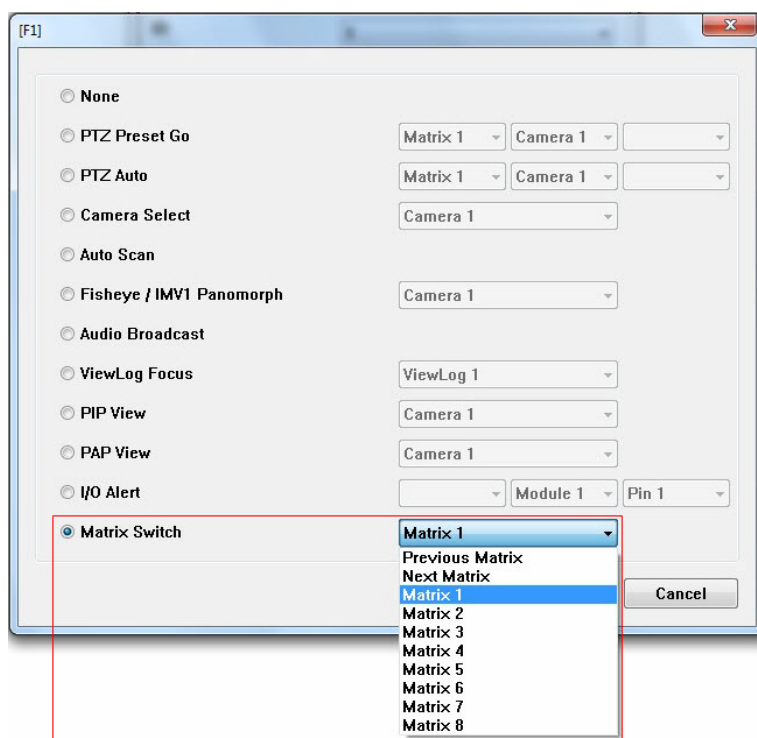 [F1]
None
PTZ Preset Go Matrix 1 Camera 1
PTZ Auto Matrix 1 Camera 1
Camera Select Camera 1
Auto Scan
Fisheye / IMV1 Panomorph Camera 1
Audio Broadcast
ViewLog Focus ViewLog 1
PIP View Camera 1
PAP View Camera 1
I/O Alert Module 1 Pin 1
Matrix Switch Matrix 1
Previous Matrix
Next Matrix
Matrix 1 Cancel
Matrix 2
Matrix 3
Matrix 4
Matrix 5
Matrix 6
Matrix 7
Matrix 8